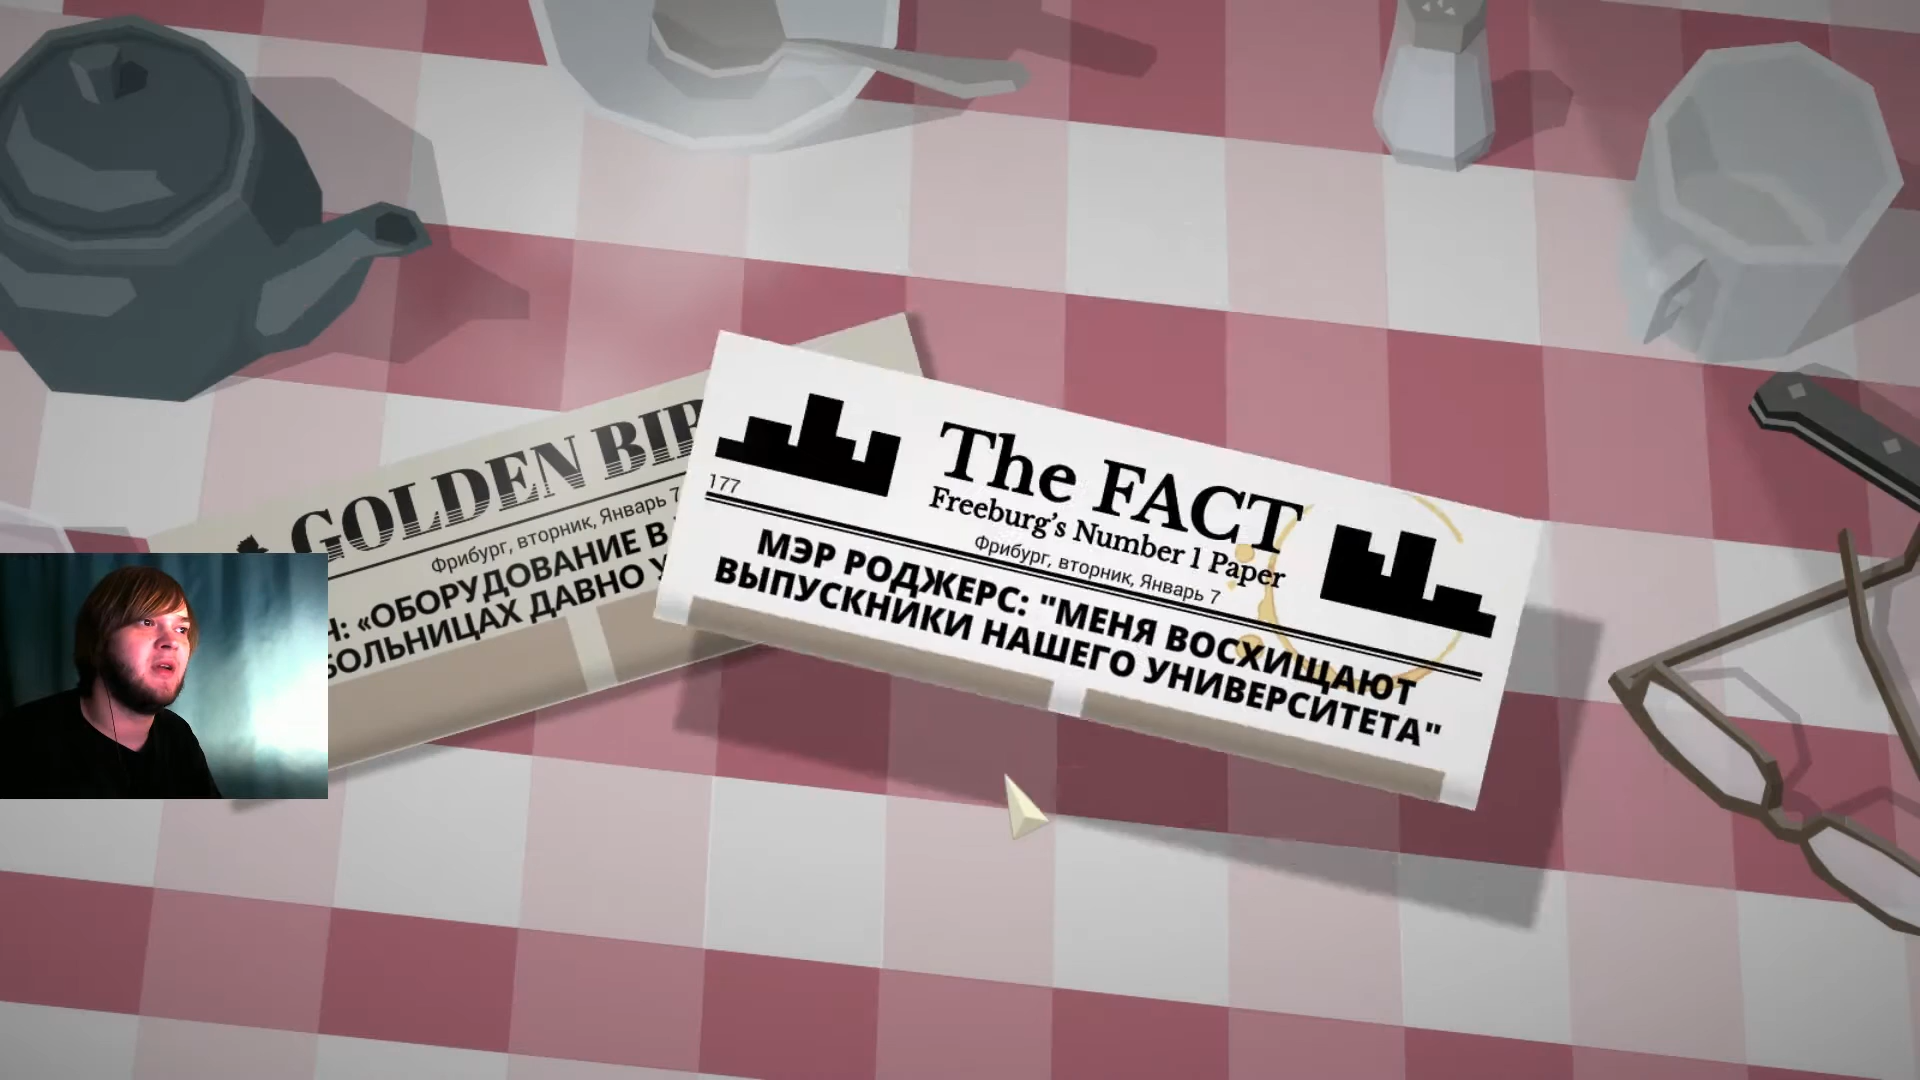 GOLDEN
Фрибург, вторник, Январь 7
«ОБОРУДОВАНИЕ В
БОЛЬНИЦАХ ДАВНО
The FACT
Freeburg's Number 1 Paper
177
Фрибург, вторник, Январь 7
МЭР РОДЖЕРС: "МЕНЯ ВОСХИЩАЮТ
ВЫПУСКНИКИ НАШЕГО УНИВЕРСИТЕТА"